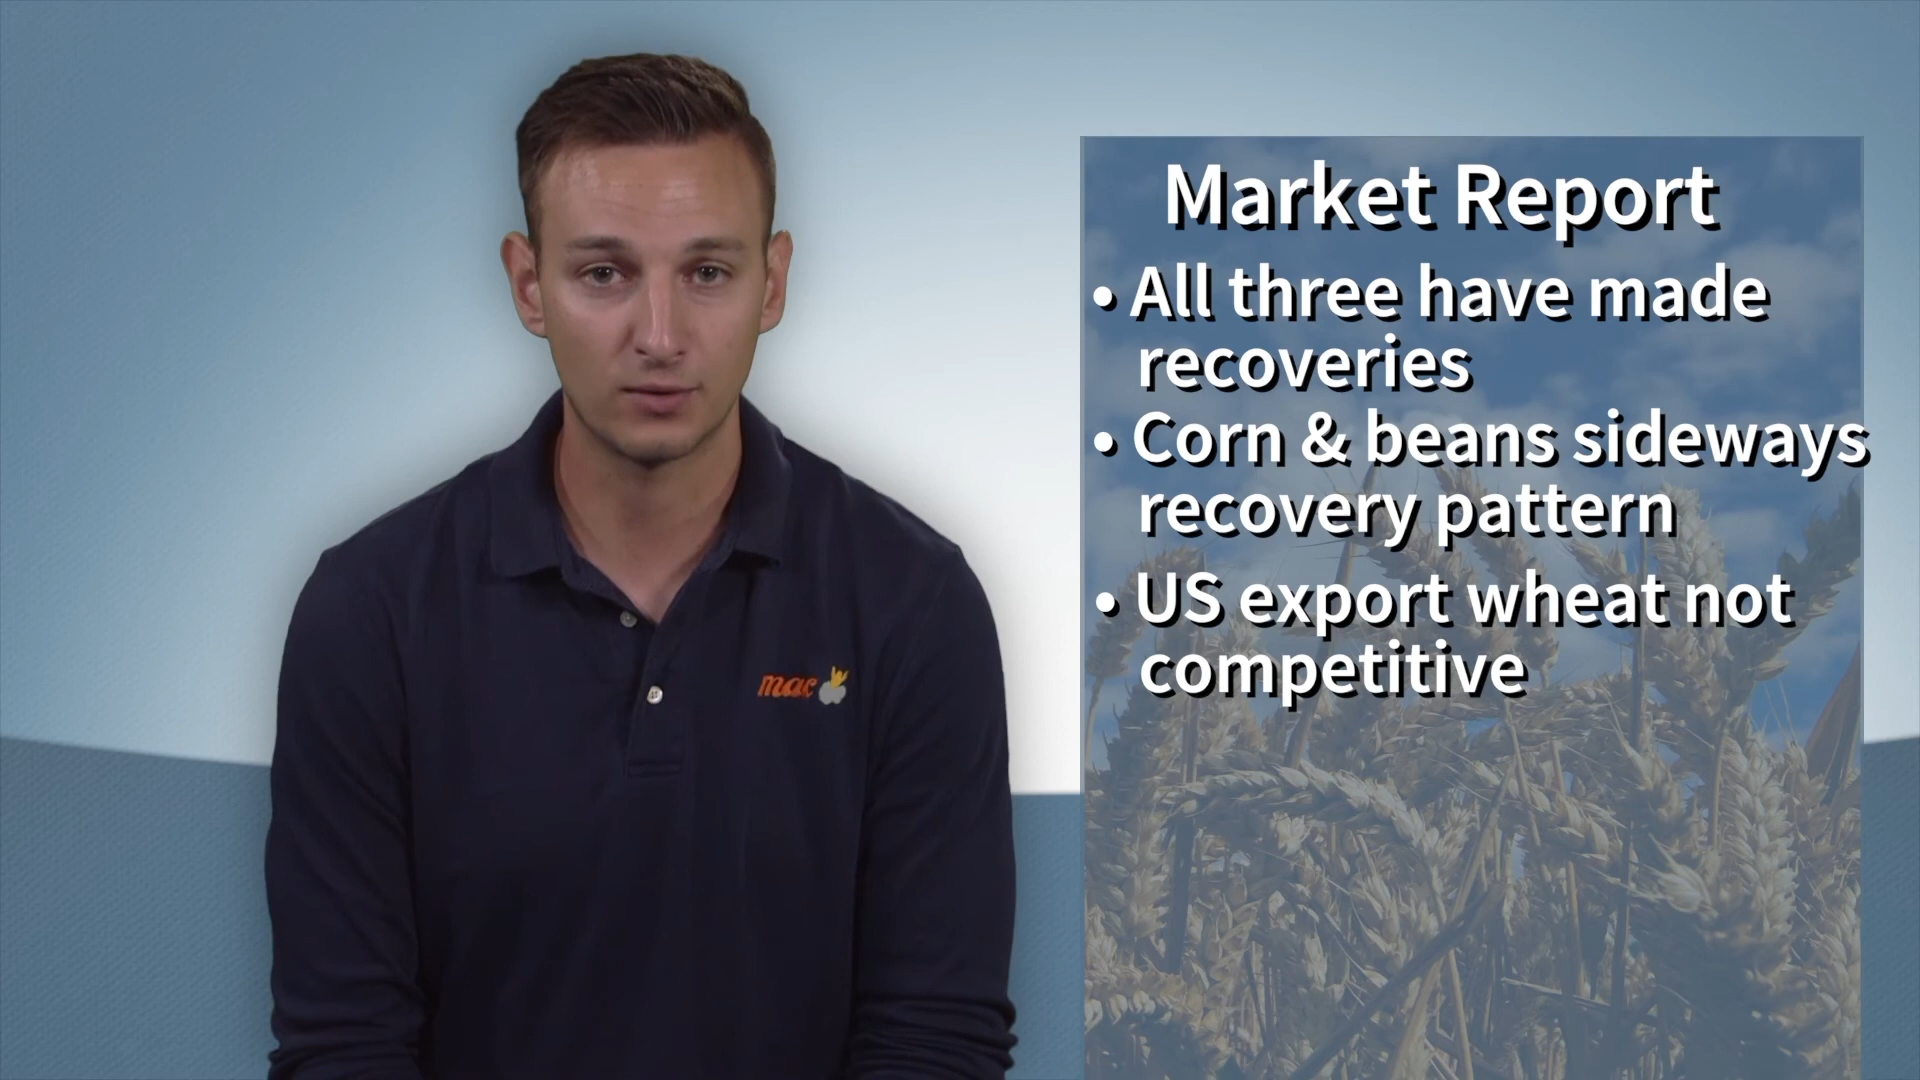 Market Report
• All three have made
recoveries
• Corn & beans sideways
recovery pattern
• US export wheat not
competitive
mac